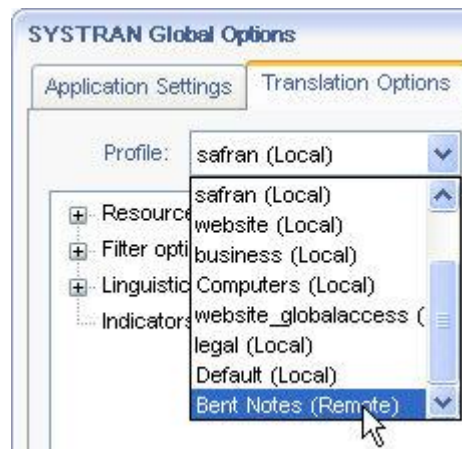 SYSTRAN Global Options
Application Settings
Translation Options
Profile:
safran (Local)
safran (Local)
website (Local)
business (Local)
Computers (Local)
website_globalaccess (
legal (Local)
Default (Local)
Bent Notes (Remote)
Resource
Filter opti
Linguistic
Indicators